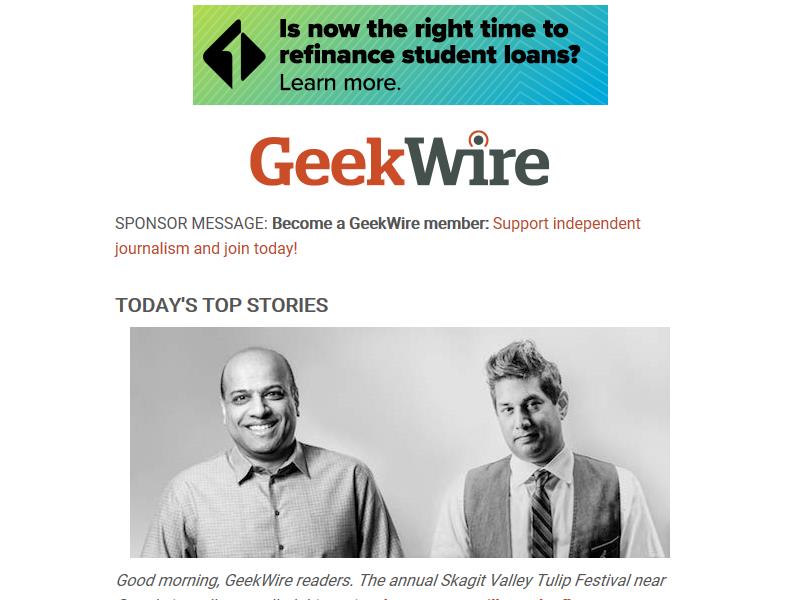 Is now the right time to
refinance student loans?
Learn more.
GeekWire
SPONSOR MESSAGE: Become a GeekWire member: Support independent
journalism and join today!
TODAY'S TOP STORIES
Good morning, GeekWire readers. The annual Skagit Valley Tulip Festival near